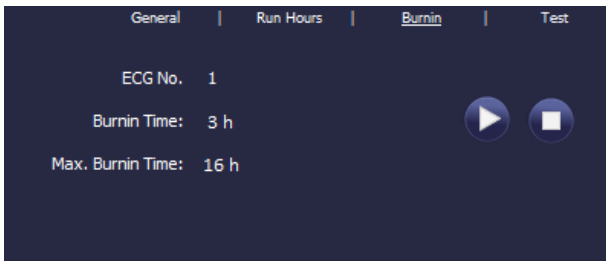 General | Run Hours | Burnin | Test
ECG No. 1
Burnin Time: 3 h
Max. Burnin Time: 16 h